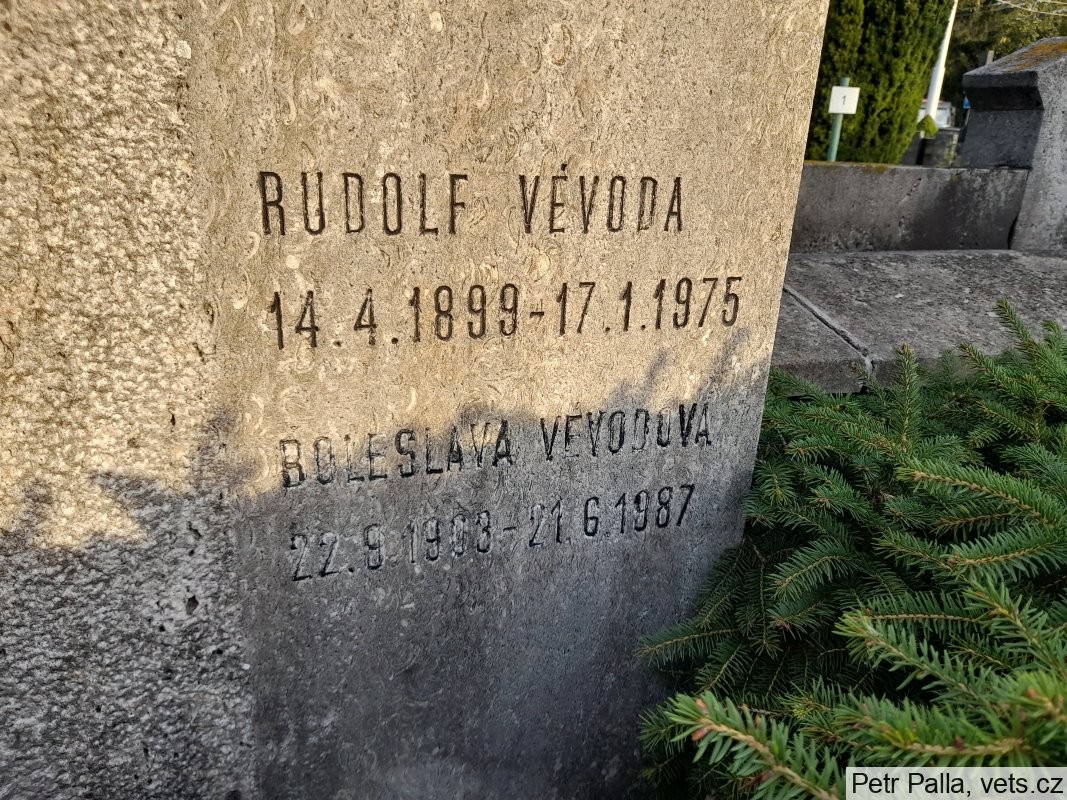 RUDOLF VÉVODA
14.4.1899-17.1.1975
BOLESLAVA VÉVODOVÁ
22.9.1903-21.6.1987
1
Petr Palla, vets.cz